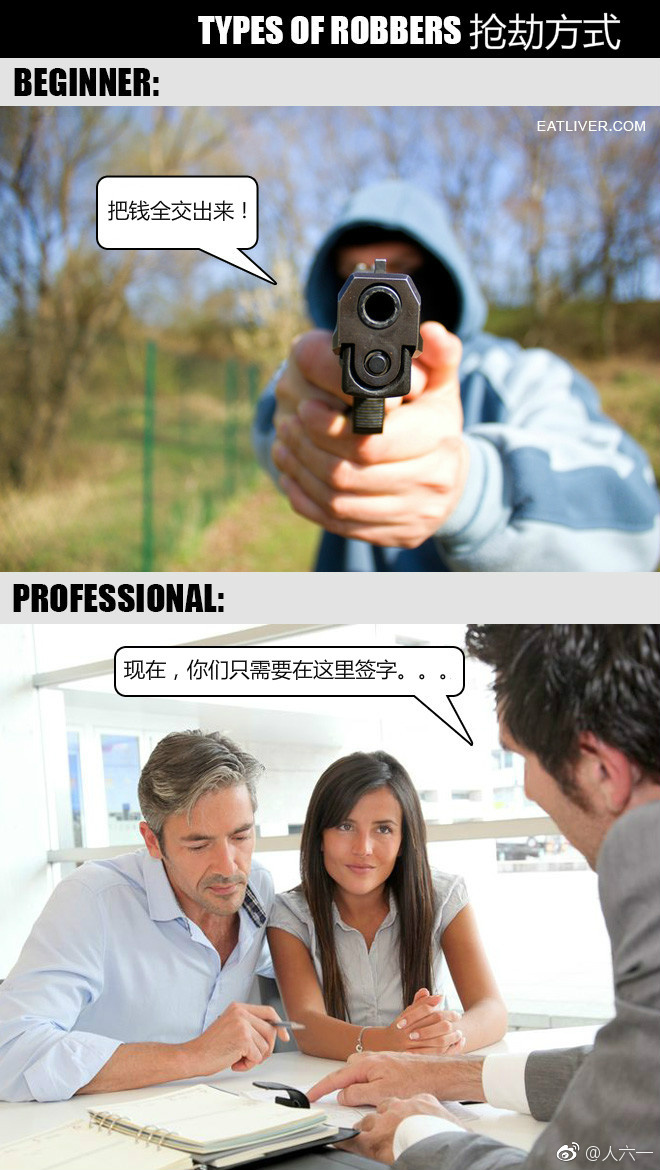 TYPES OF ROBBERS 抢劫方式
BEGINNER:
EATLIVER.COM
把钱全交出来！
PROFESSIONAL:
现在，你们只需要在这里签字。。。
@人六一